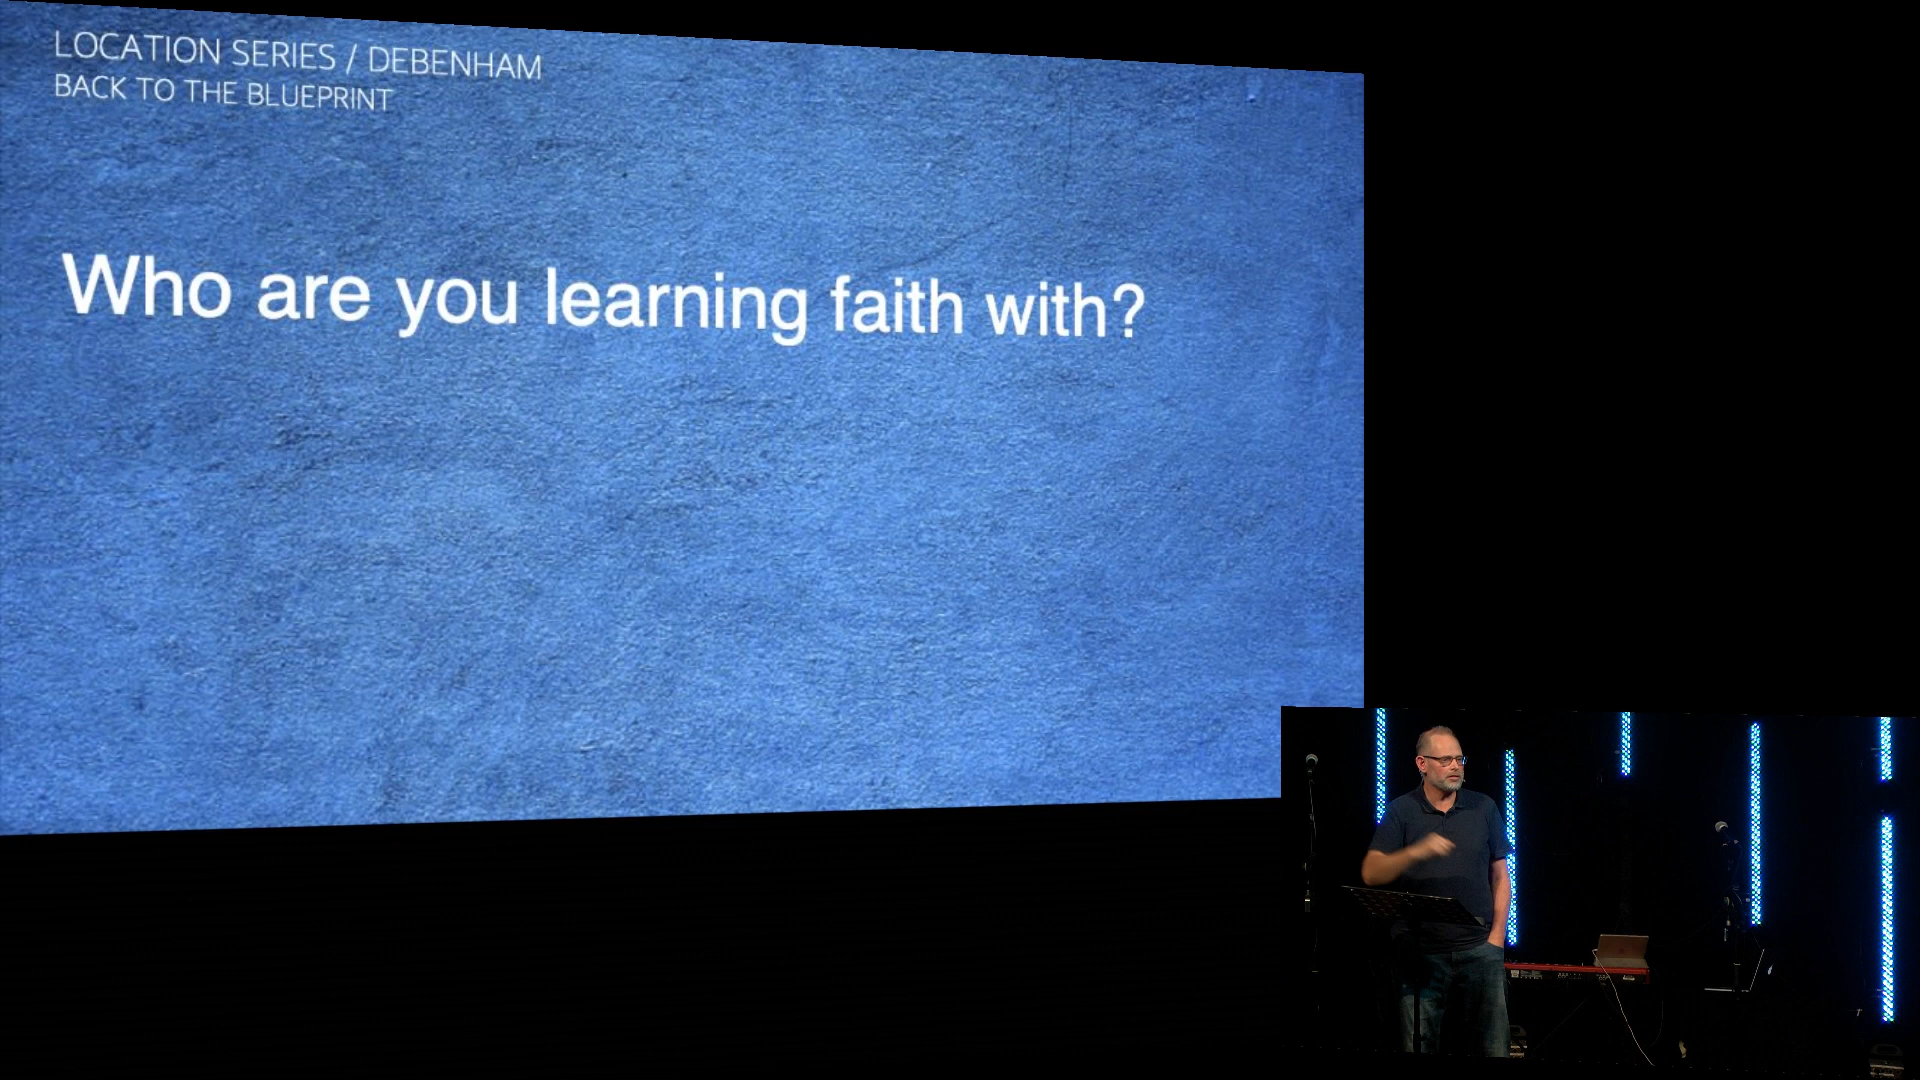 LOCATION SERIES / DEBENHAM
BACK TO THE BLUEPRINT
Who are you learning faith with?